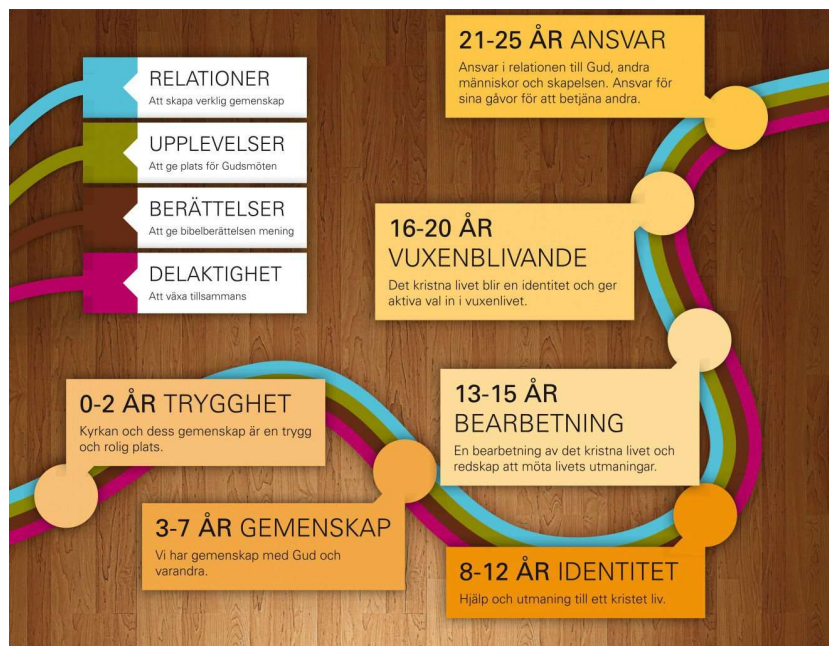 RELATIONER
Att skapa verklig gemenskap
UPPLEVELSER
Att ge plats för Gudsmöten
BERÄTTELSER
Att ge bibelberättelsen mening
DELAKTIGHET
Att växa tillsammans
21-25 ÅR ANSVAR
Ansvar i relationen till Gud, andra
människor och skapelsen. Ansvar för
sina gåvor för att betjäna andra.
16-20 ÅR
VUXENBLIVANDE
Det kristna livet blir en identitet och ger
aktiva val in i vuxenlivet.
13-15 ÅR
BEARBETNING
En bearbetning av det kristna livet och
redskap att möta livets utmaningar.
0-2 ÅR TRYGGHET
Kyrkan och dess gemenskap är en trygg
och rolig plats.
3-7 ÅR GEMENSKAP
Vi har gemenskap med Gud och
varandra.
8-12 ÅR IDENTITET
Hjälp och utmaning till ett kristet liv.